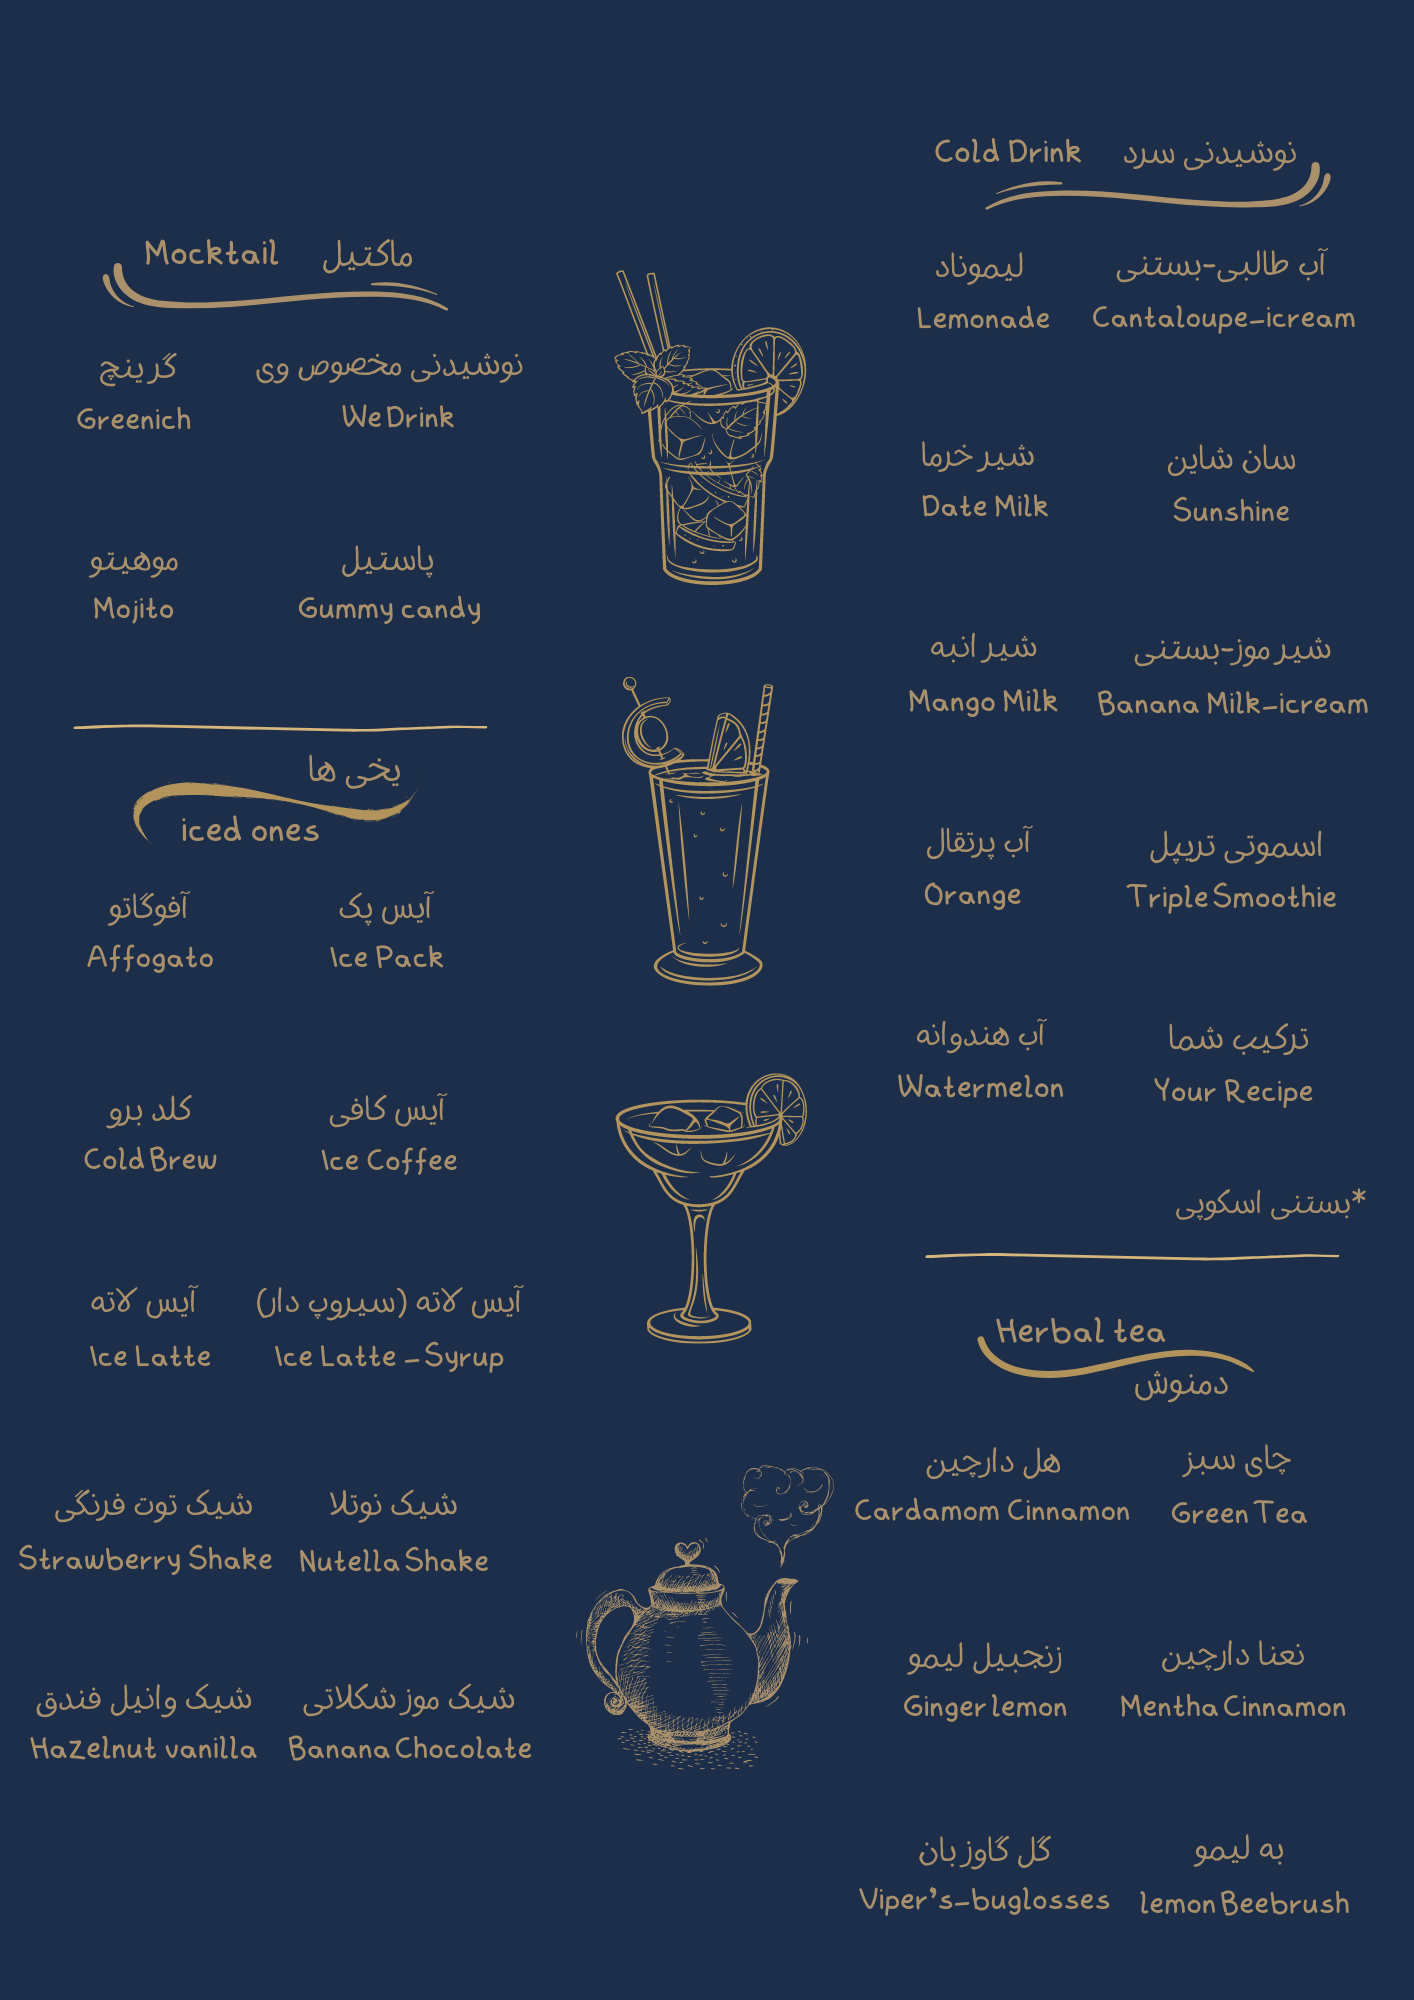 نوشیدنی سرد Cold Drink
آب طالبی-بستنی
Cantaloupe-icream
لیموناد
Lemonade
سان شاین
Sunshine
شیر خرما
Date Milk
شیر موز-بستنی
Banana Milk-icream
شیر انبه
Mango Milk
اسموتی تریپل
Triple Smoothie
آب پرتقال
Orange
ترکیب شما
Your Recipe
آب هندوانه
Watermelon
*بستنی اسکوپی
Herbal tea
دمنوش
چای سبز
Green Tea
هل دارچین
Cardamom Cinnamon
نعنا دارچین
Mentha Cinnamon
زنجبیل لیمو
Ginger lemon
به لیمو
lemon Beebrush
گل گاوزبان
Viper's-buglosses
ماکتیل Mocktail
نوشیدنی مخصوص وی
We Drink
گرینچ
Greenich
پاستیل
Gummy candy
موهیتو
Mojito
یخی ها
iced ones
آیس پک
Ice Pack
آفوگاتو
Affogato
آیس کافی
Ice Coffee
کلد برو
Cold Brew
آیس لاته (سیروپ دار)
Ice Latte - Syrup
آیس لاته
Ice Latte
شیک نوتلا
Nutella Shake
شیک توت فرنگی
Strawberry Shake
شیک موز شکلاتی
Banana Chocolate
شیک وانیل فندق
Hazelnut vanilla